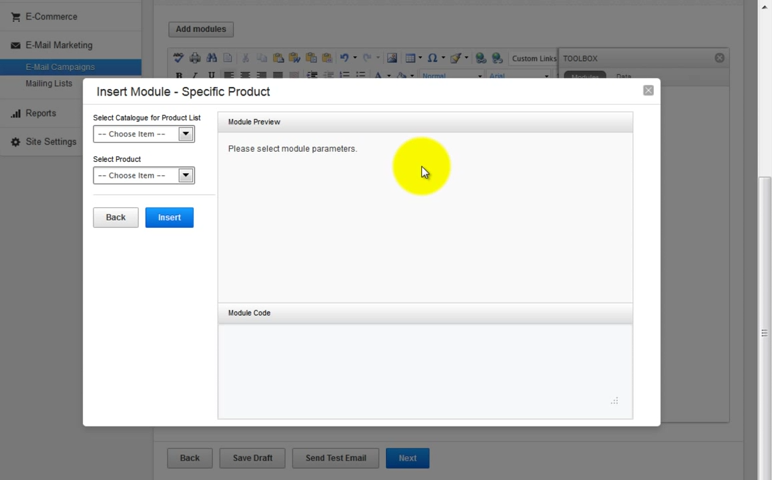 E-Commerce
E-Mail Marketing
E-Mail Campaigns
Mailing Lists
Reports
Site Settings
Add modules
Custom Links
Normal
Arial
TOOLBOX
Modules
Date
Insert Module - Specific Product
Select Catalogue for Product List
-- Choose Item --
Select Product
-- Choose Item --
Back
Insert
Module Preview
Please select module parameters.
Module Code
Back
Save Draft
Send Test Email
Next